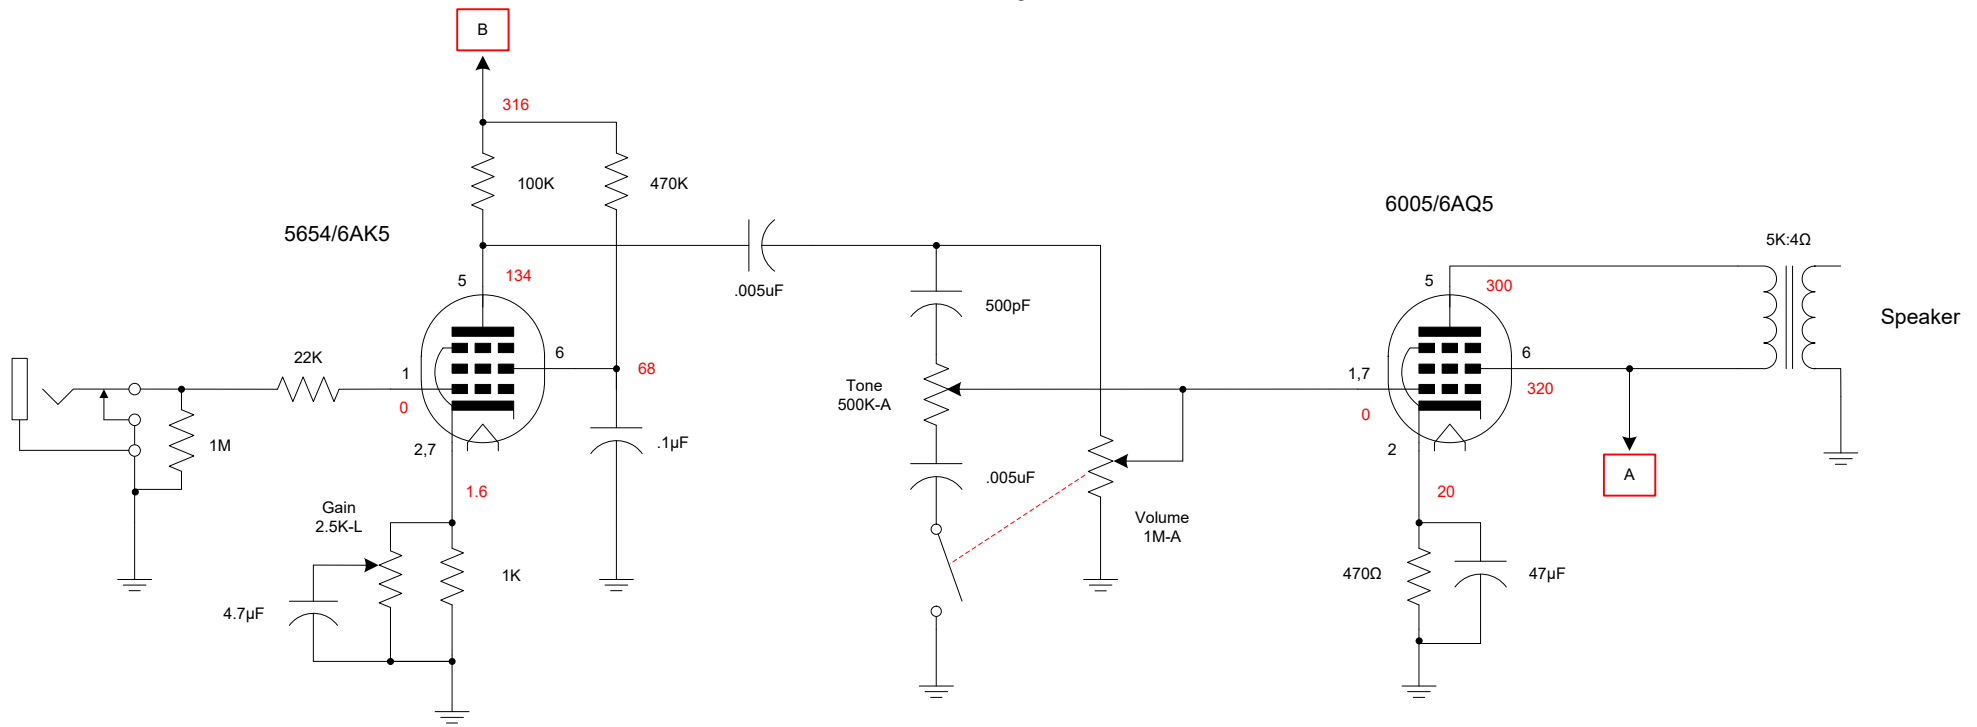 B
316
100K
470K
5654/6AK5
6005/6AQ5
5K:4Ω
5
134
.005uF
500pF
5
300
Speaker
22K
6
68
1
0
Tone
500K-A
1,7
0
6
320
1M
2,7
.1µF
.005uF
2
A
1.6
20
Gain
2.5K-L
Volume
1M-A
1K
4.7µF
470Ω
47µF